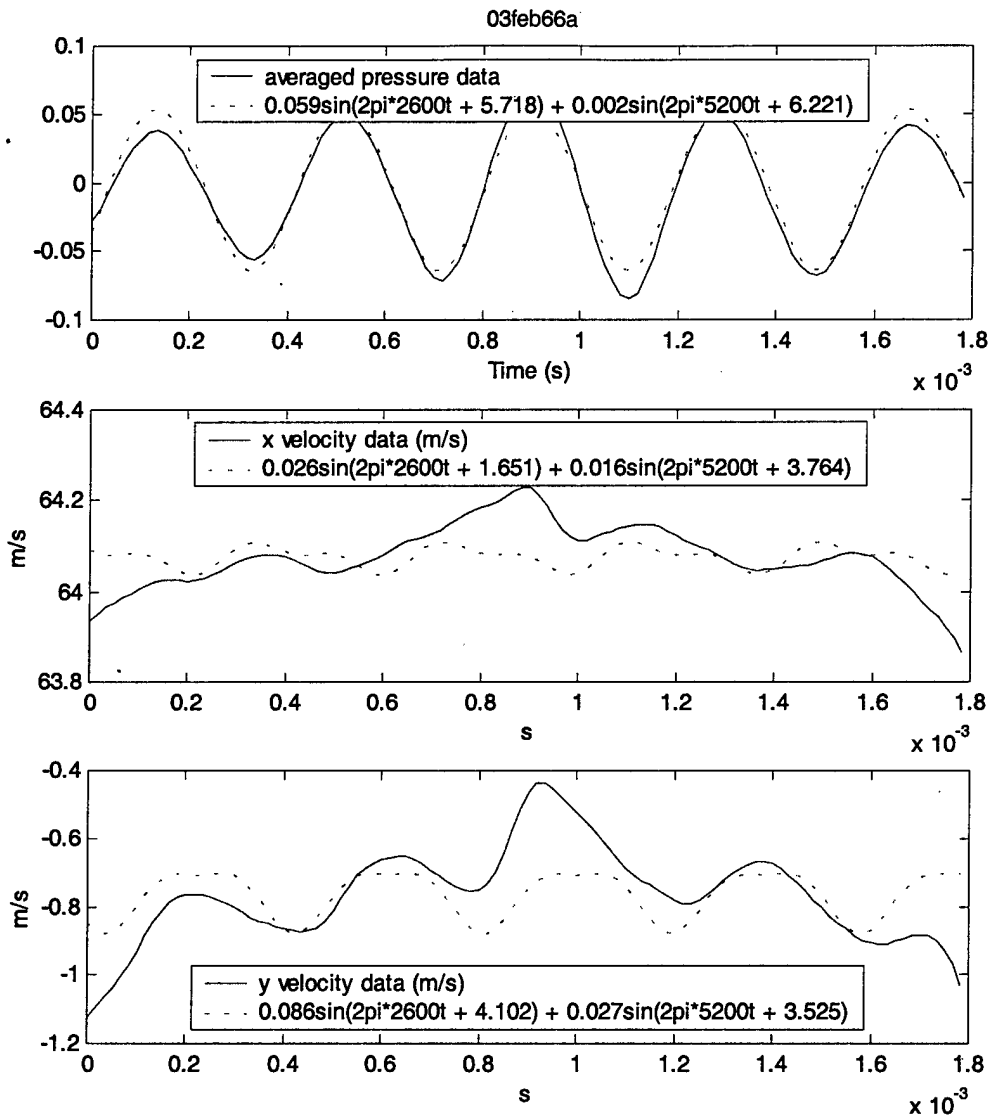 03feb66a
0.1
averaged pressure data
0.059sin(2pi*2600t + 5.718) + 0.002sin(2pi*5200t + 6.221)
0.05
0
-0.05
-0.1
0 0.2 0.4 0.6 0.8 1 1.2 1.4 1.6 1.8
Time (s)
x 10-3
64.4
x velocity data (m/s)
0.026sin(2pi*2600t + 1.651) + 0.016sin(2pi*5200t + 3.764)
64.2
m/s
64
63.8
0 0.2 0.4 0.6 0.8 1 1.2 1.4 1.6 1.8
s
x 10-3
-0.4
-0.6
m/s
-0.8
-1
y velocity data (m/s)
0.086sin(2pi*2600t + 4.102) + 0.027sin(2pi*5200t + 3.525)
-1.2
0 0.2 0.4 0.6 0.8 1 1.2 1.4 1.6 1.8
s
x 10-3